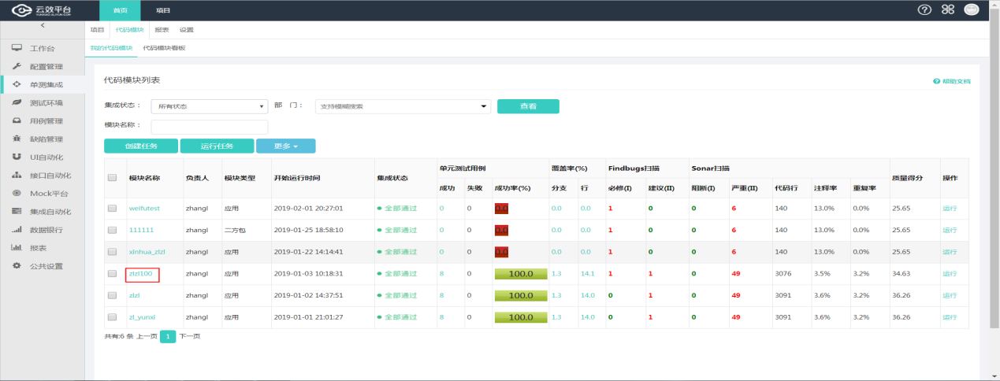 云效平台 首页 项目
YUNXIAO.ALIYUN.COM
项目 代码模块 报表 设置
我的代码模块 代码模块看板
工作台
配置管理
单测集成
测试环境
用例管理
缺陷管理
UI自动化
接口自动化
Mock平台
集成自动化
数据银行
报表
公共设置
代码模块列表 帮助文档
集成状态： 所有状态 部 门： 支持模糊搜索 查看
模块名称：
创建任务 运行任务 更多
模块名称 负责人 模块类型 开始运行时间 集成状态 单元测试用例 覆盖率(%) Findbugs扫描 Sonar扫描 质量得分 操作
成功 失败 成功率(%) 分支 行 必修(I) 建议(II) 阻断(I) 严重(II) 代码行 注释率 重复率
weifutest zhangl 应用 2019-02-01 20:27:01 全部通过 0 0 0.0 0.0 0.0 1 0 0 6 140 13.0% 0.0% 25.65 运行
111111 zhangl 二方包 2019-01-25 18:58:10 全部通过 0 0 0.0 0.0 0.0 1 0 0 6 140 13.0% 0.0% 25.65 运行
xinhua_zlzl zhangl 应用 2019-01-22 14:14:41 全部通过 0 0 0.0 0.0 0.0 1 0 0 6 140 13.0% 0.0% 25.65 运行
zlzl100 zhangl 应用 2019-01-03 10:18:31 全部通过 8 0 100.0 1.3 14.1 1 1 0 49 3076 3.5% 3.2% 34.63 运行
zlzl zhangl 应用 2019-01-02 14:37:51 全部通过 8 0 100.0 1.3 14.0 0 1 0 49 3091 3.6% 3.2% 36.26 运行
zl_yunxi zhangl 应用 2019-01-01 21:01:27 全部通过 8 0 100.0 1.3 14.0 0 1 0 49 3091 3.6% 3.2% 36.26 运行
共有:6 条 上一页 1 下一页